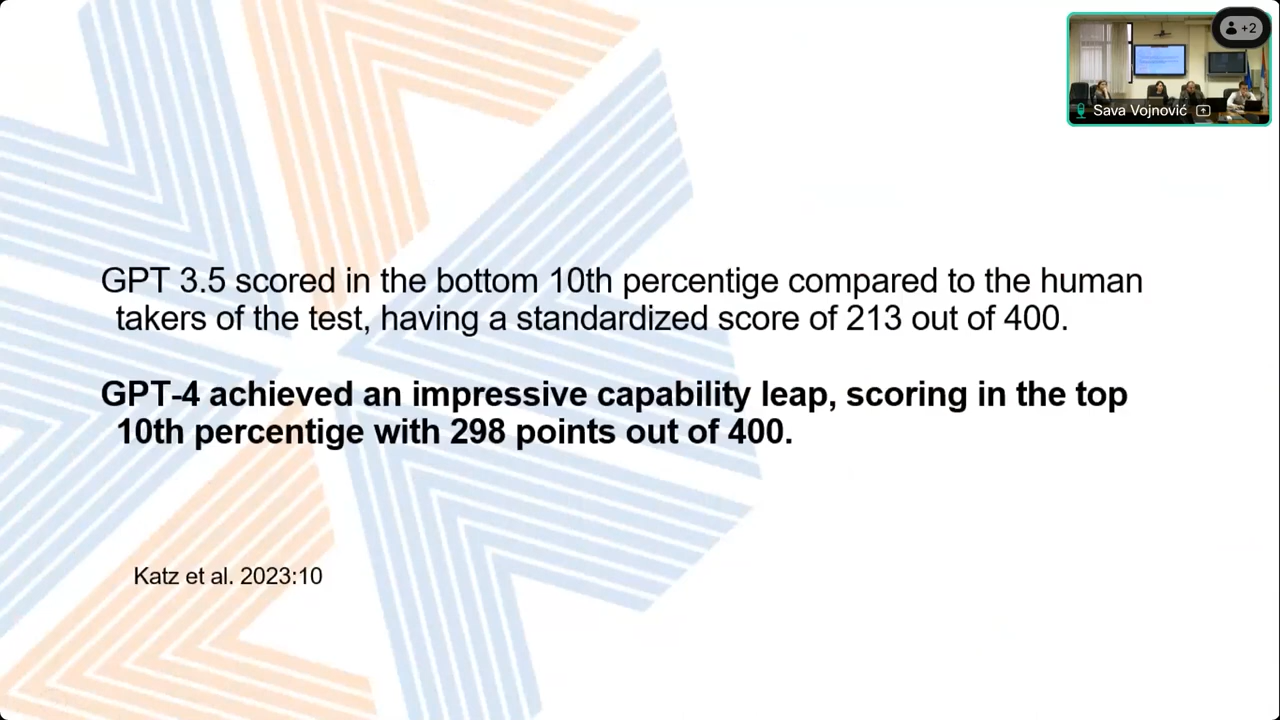 +2
Sava Vojnović
GPT 3.5 scored in the bottom 10th percentige compared to the human
takers of the test, having a standardized score of 213 out of 400.
GPT-4 achieved an impressive capability leap, scoring in the top
10th percentige with 298 points out of 400.
Katz et al. 2023:10